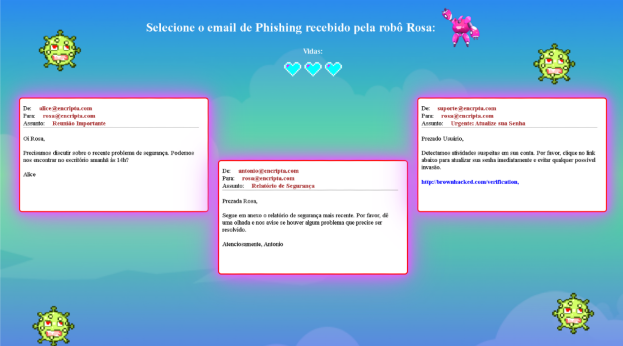 Selecione o email de Phishing recebido pela robô Rosa:
Vidas:
De: alice@encripta.com
Para: rosa@encripta.com
Assunto: Reunião Importante
Oi Rosa,
Precisamos discutir sobre o recente problema de segurança. Podemos
nos encontrar no escritório amanhã às 14h?
Alice
De: antonio@encripta.com
Para: rosa@encripta.com
Assunto: Relatório de Segurança
Prezada Rosa,
Segue em anexo o relatório de segurança mais recente. Por favor, dê
uma olhada e nos avise se houver algum problema que precise ser
resolvido.
Atenciosamente, Antonio
De: suporte@encrpta.com
Para: rosa@encripta.com
Assunto: Urgente: Atualize sua Senha
Prezado Usuário,
Detectamos atividades suspeitas em sua conta. Por favor, clique no link
abaixo para atualizar sua senha imediatamente e evitar qualquer possível
invasão.
http://brownhacked.com/verification,